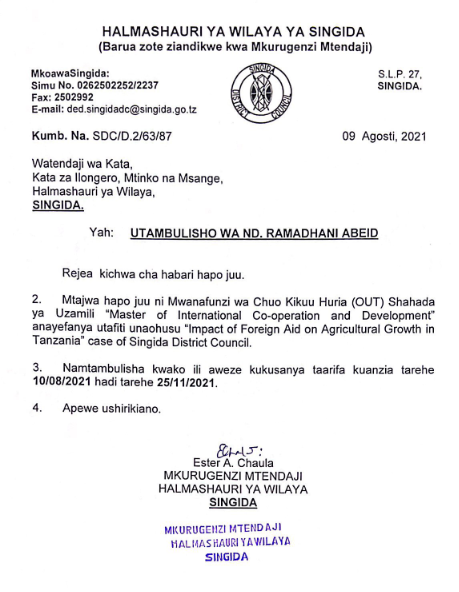 HALMASHAURI YA WILAYA YA SINGIDA
(Barua zote ziandikwe kwa Mkurugenzi Mtendaji)
MkoawaSingida:
Simu No. 0262502252/2237
Fax: 2502992
E-mail: ded.singidadc@singida.go.tz
SINGIDA
DISTRICT COUNCIL
S.L.P. 27,
SINGIDA.
Kumb. Na. SDC/D.2/63/87
09 Agosti, 2021
Watendaji wa Kata,
Kata za Ilongero, Mtinko na Msange,
Halmashauri ya Wilaya,
SINGIDA.
Yah: UTAMBULISHO WA ND. RAMADHANI ABEID
Rejea kichwa cha habari hapo juu.
2. Mtajwa hapo juu ni Mwanafunzi wa Chuo Kikuu Huria (OUT) Shahada
ya Uzamili “Master of International Co-operation and Development”
anayefanya utafiti unaohusu “Impact of Foreign Aid on Agricultural Growth in
Tanzania” case of Singida District Council.
3. Namtambulisha kwako ili aweze kukusanya taarifa kuanzia tarehe
10/08/2021 hadi tarehe 25/11/2021.
4. Apewe ushirikiano.
Ester A. Chaula
MKURUGENZI MTENDAJI
HALMASHAURI YA WILAYA
SINGIDA
MKURUGENZI MTENDAJI
HALMASHAURI YA WILAYA
SINGIDA